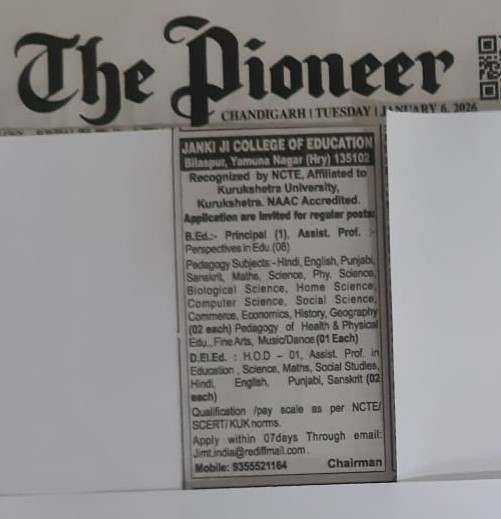 The Pioneer
CHANDIGARH | TUESDAY | JANUARY 6, 2026
JANKI JI COLLEGE OF EDUCATION
Bilaspur, Yamuna Nagar (Hry) 135102
Recognized by NCTE, Affiliated to
Kurukshetra University,
Kurukshetra. NAAC Accredited.
Application are invited for regular posts:
B.Ed:- Principal (1), Assist. Prof. :-
Perspectives in Edu.(08)
Pedagogy Subjects:- Hindi, English, Punjabi,
Sanskrit, Maths, Science, Phy. Science,
Biological Science, Home Science,
Computer Science, Social Science,
Commerce, Economics, History, Geography
(02 each) Pedagogy of Health & Physical
Edu., Fine Arts, Music/Dance (01 Each)
D.El.Ed. : H.O.D – 01, Assist. Prof. in
Education , Science, Maths, Social Studies,
Hindi, English, Punjabi, Sanskrit (02
each)
Qualification /pay scale as per NCTE/
SCERT/ KUK norms.
Apply within 07days Through email:
Jimt.india@rediffmail.com.
Mobile: 9355521164 Chairman